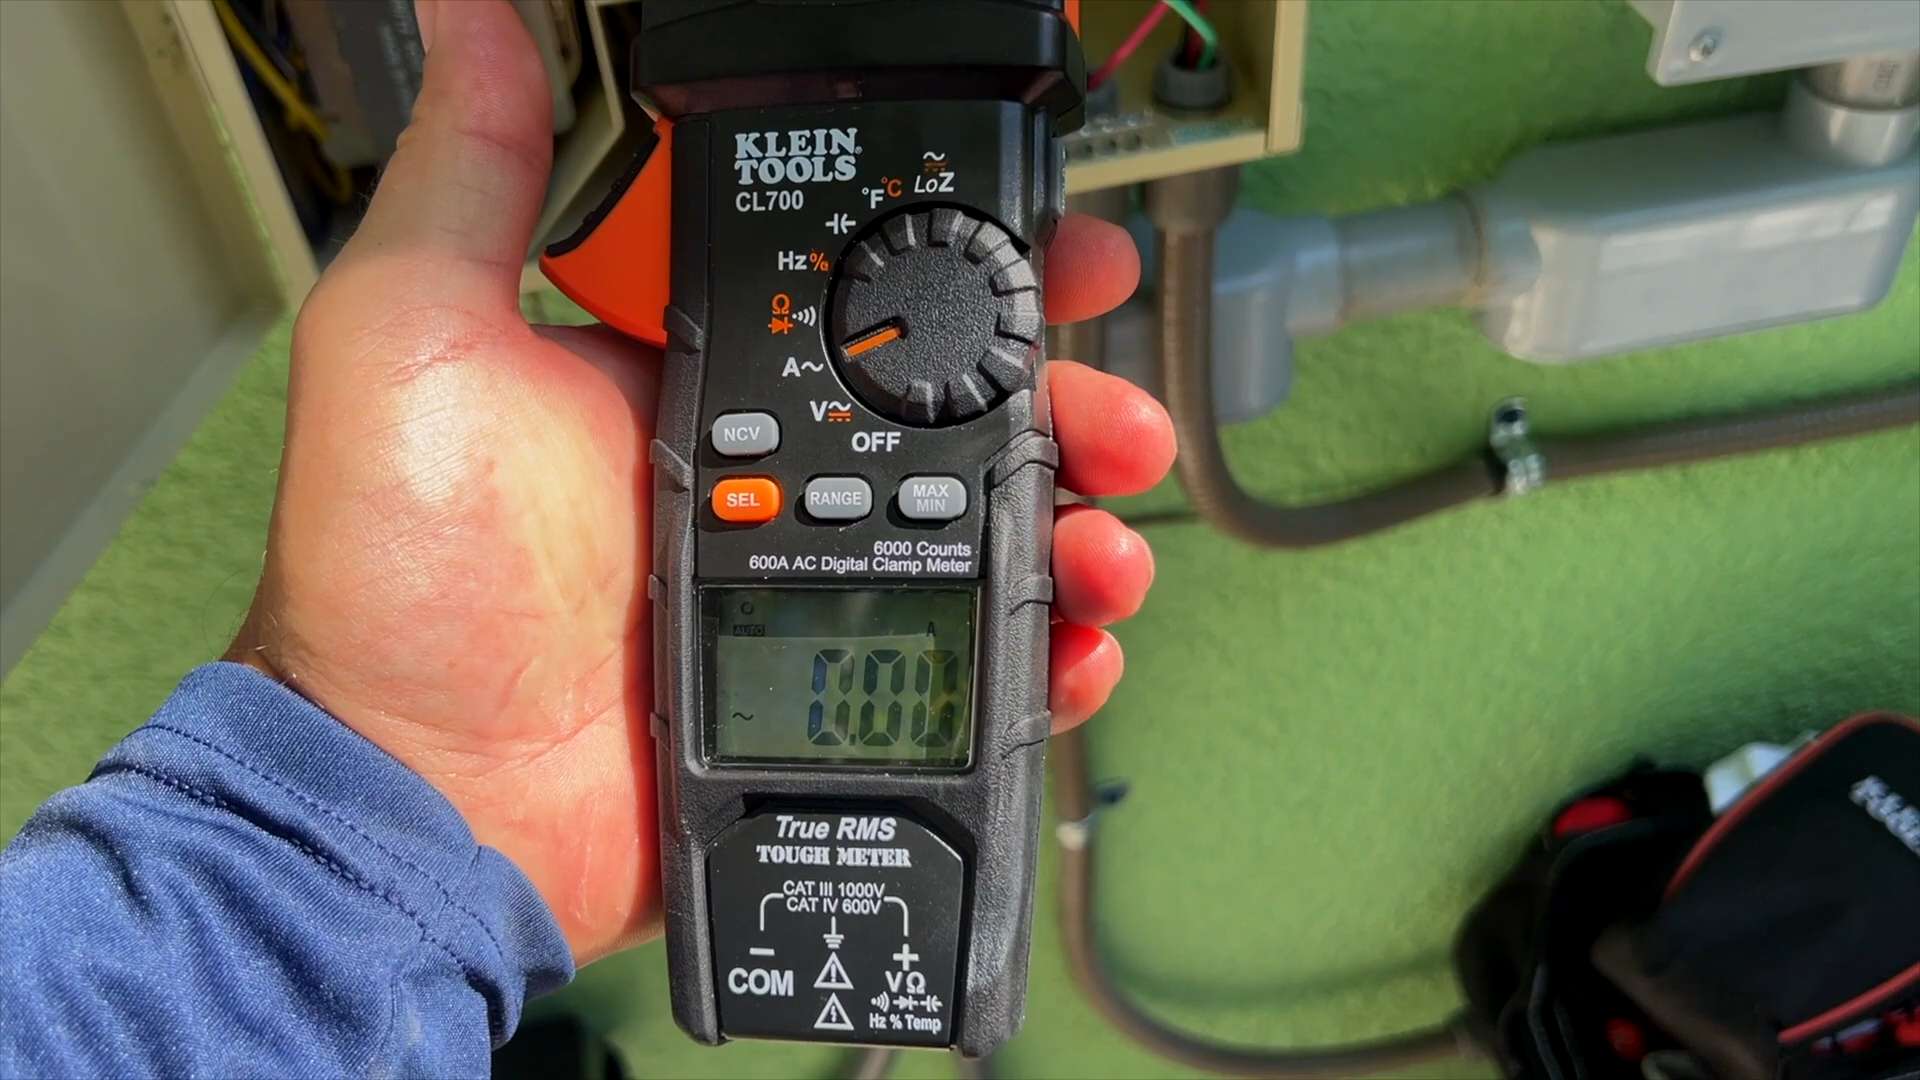 KLEIN
TOOLS
CL700
LoZ
°F°C
Hz%
Ω
A~
V
OFF
NCV
SEL
RANGE
MAX
MIN
6000 Counts
600A AC Digital Clamp Meter
AUTO
A
0.00
~
True RMS
TOUGH METER
CAT III 1000V
CAT IV 600V
−
+
COM
VΩ
Hz % Temp